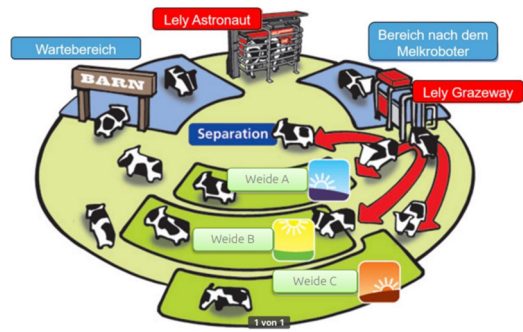 Lely Astronaut
Wartebereich
Bereich nach dem
Melkroboter
BARN
Lely Grazeway
Separation
Weide A
Weide B
Weide C
1 von 1